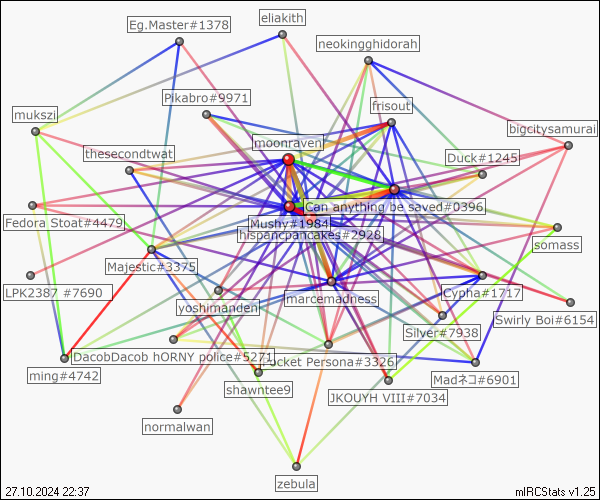 eliakith
Eg.Master#1378
neokingghidorah
Pikabro#9971
frisout
mukszi
bigcitysamurai
moonraven
thesecondtwat
Duck#1245
Can anything be saved#0396
Fedora Stoat#4479
Mushy#1984
hispancpancakes#2928
somass
Majestic#3375
LPK2387 #7690
marcemadness
Cypha#1717
yoshimanden
Swirly Boi#6154
Silver#7938
DacobDacob hORNY police#5271
Pocket Persona#3326
ming#4742
Madネコ#6901
shawntee9
JKOUYH VIII#7034
normalwan
zebula
27.10.2024 22:37
mIRCStats v1.25